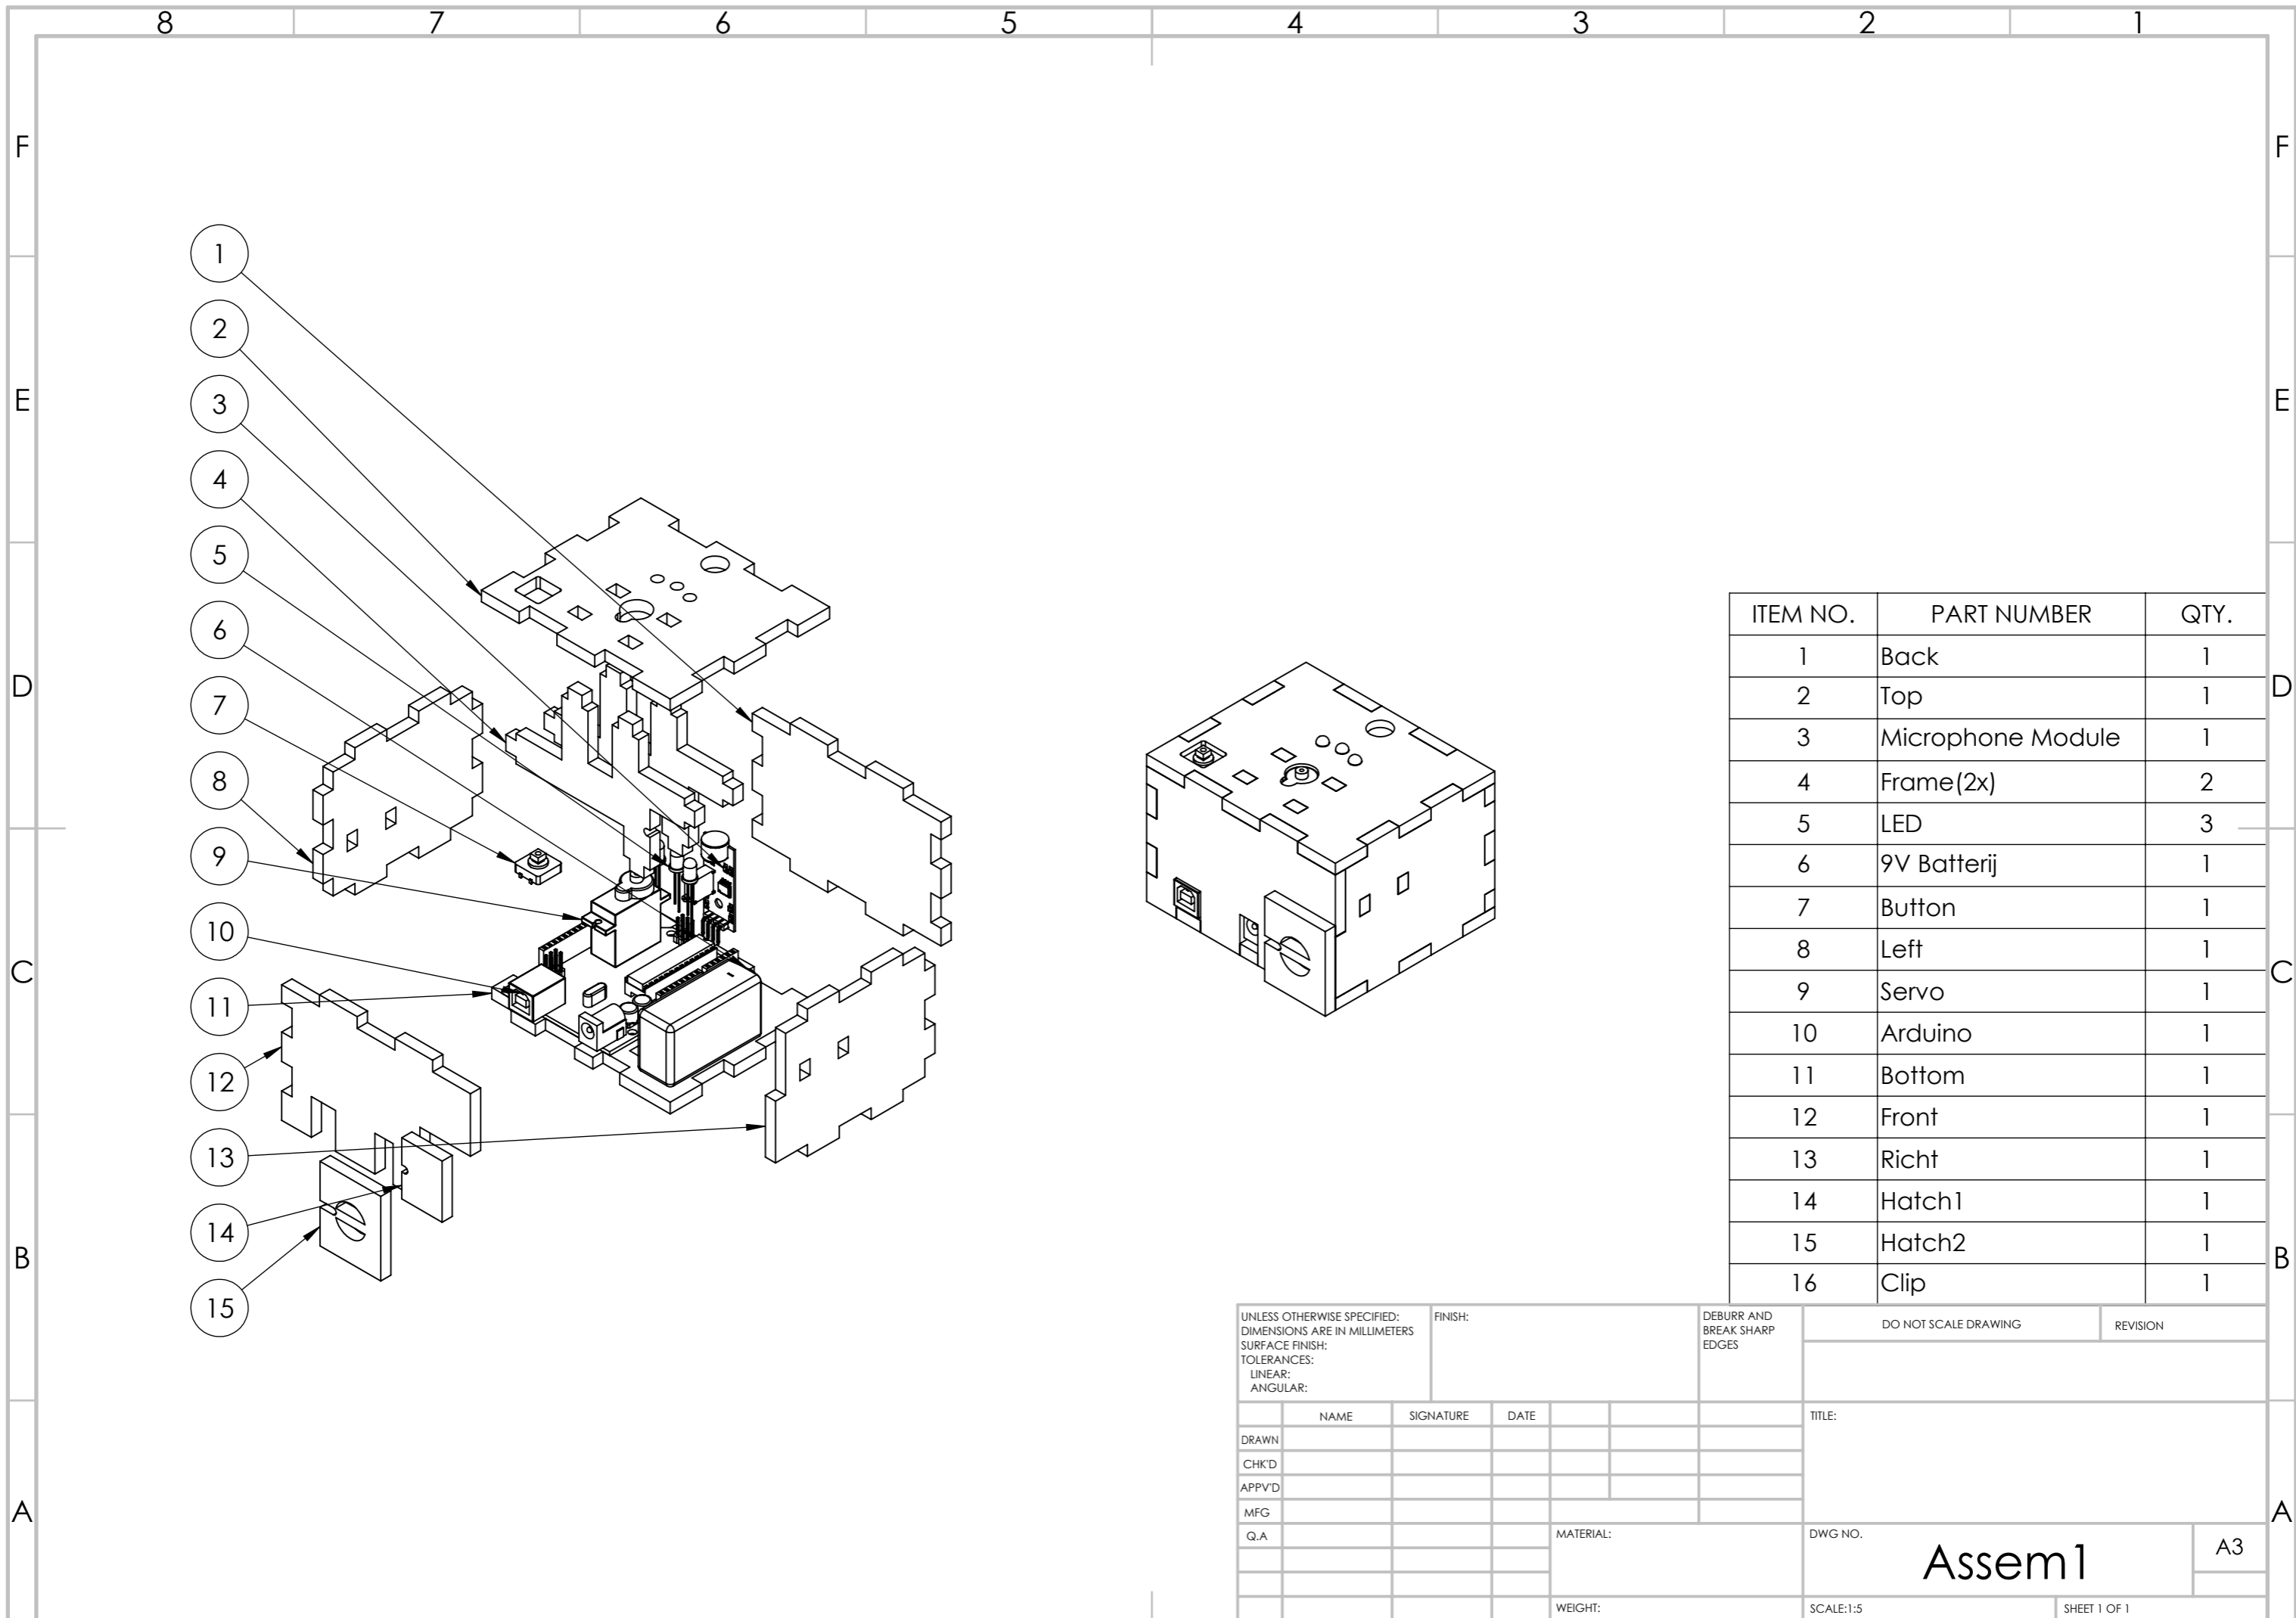 8 7 6 5 4 3 2 1
F F
E E
D D
C C
B B
A A
1
2
3
4
5
6
7
8
9
10
11
12
13
14
15
ITEM NO. PART NUMBER QTY.
1 Back 1
2 Top 1
3 Microphone Module 1
4 Frame(2x) 2
5 LED 3
6 9V Batterij 1
7 Button 1
8 Left 1
9 Servo 1
10 Arduino 1
11 Bottom 1
12 Front 1
13 Richt 1
14 Hatch1 1
15 Hatch2 1
16 Clip 1
UNLESS OTHERWISE SPECIFIED:
DIMENSIONS ARE IN MILLIMETERS
SURFACE FINISH:
TOLERANCES:
LINEAR:
ANGULAR:
FINISH:
DEBURR AND
BREAK SHARP
EDGES
DO NOT SCALE DRAWING
REVISION
NAME SIGNATURE DATE
TITLE:
DRAWN
CHK'D
APPV'D
MFG
Q.A
MATERIAL:
DWG NO.
Assem1
A3
WEIGHT:
SCALE:1:5
SHEET 1 OF 1